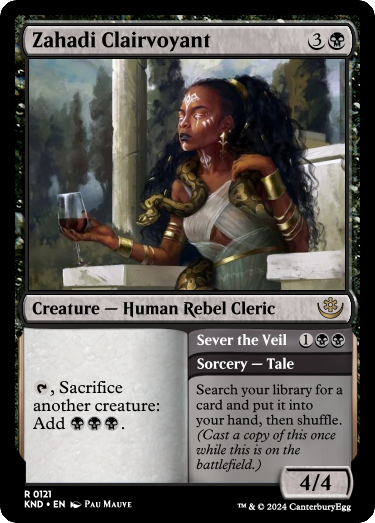 Zahadi Clairvoyant 3
Creature — Human Rebel Cleric
, Sacrifice
another creature:
Add .
Sever the Veil 1
Sorcery — Tale
Search your library for a
card and put it into
your hand, then shuffle.
(Cast a copy of this once
while this is on the
battlefield.)
4/4
R 0121
KND • EN Pau Mauve
™ & © 2024 CanterburyEgg